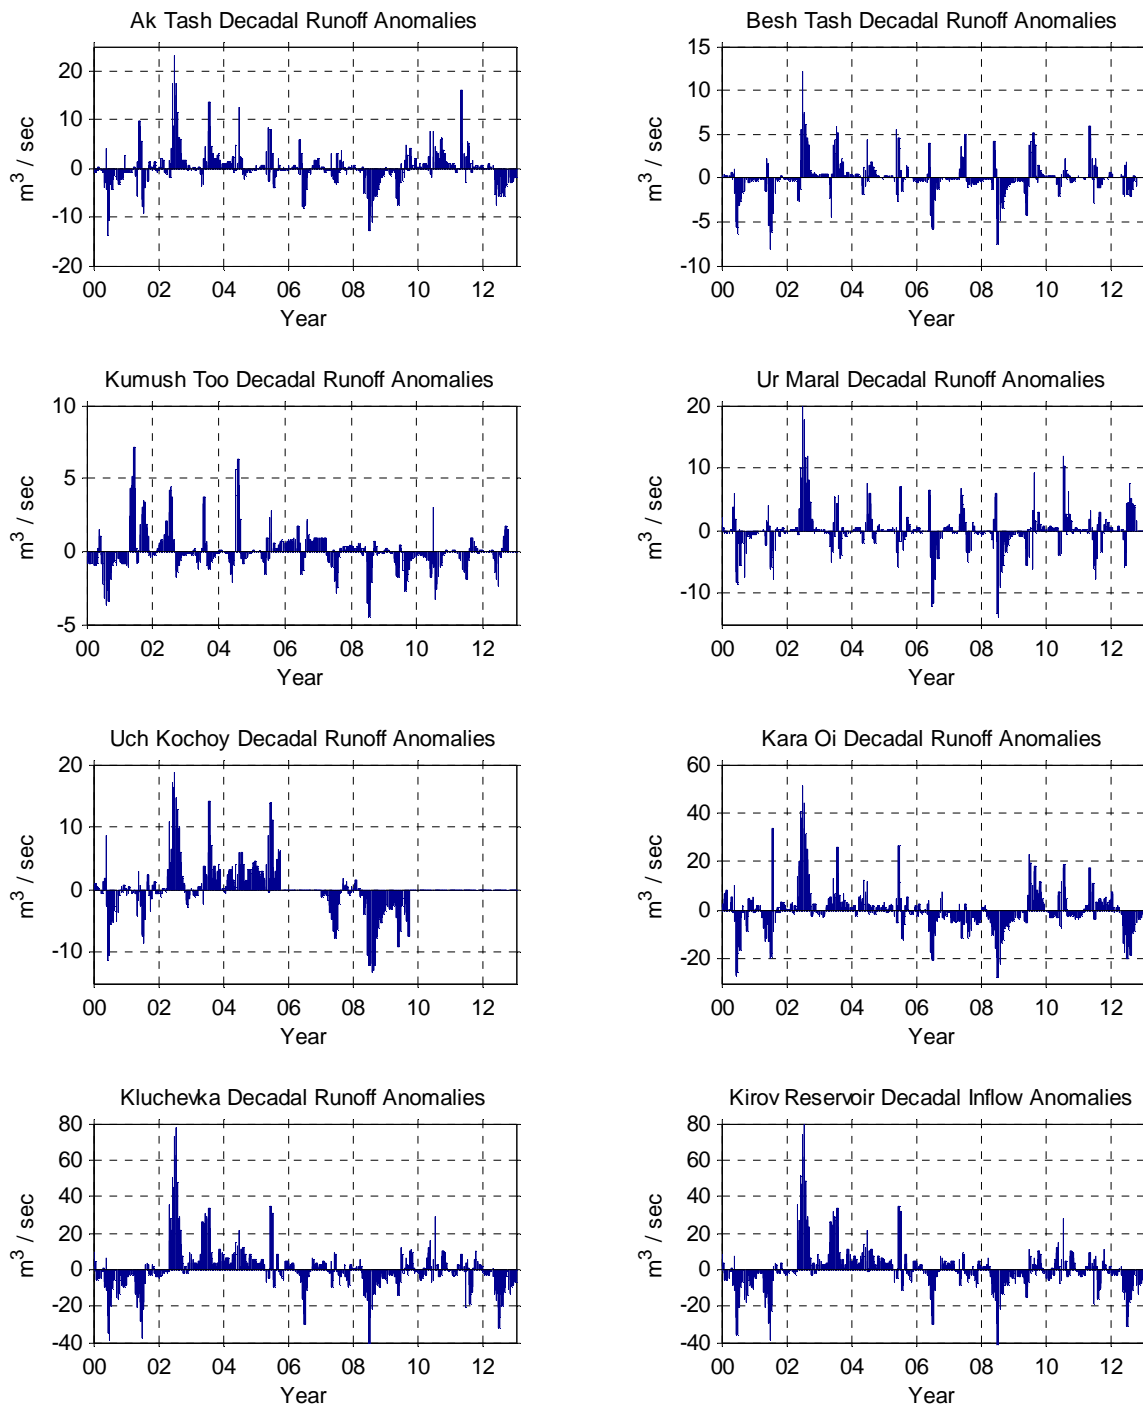 Ak Tash Decadal Runoff Anomalies
20
10
0
-10
-20
m³ / sec
00 02 04 06 08 10 12
Year
Besh Tash Decadal Runoff Anomalies
15
10
5
0
-5
-10
m³ / sec
00 02 04 06 08 10 12
Year
Kumush Too Decadal Runoff Anomalies
10
5
0
-5
m³ / sec
00 02 04 06 08 10 12
Year
Ur Maral Decadal Runoff Anomalies
20
10
0
-10
m³ / sec
00 02 04 06 08 10 12
Year
Uch Kochoy Decadal Runoff Anomalies
20
10
0
-10
m³ / sec
00 02 04 06 08 10 12
Year
Kara Oi Decadal Runoff Anomalies
60
40
20
0
-20
m³ / sec
00 02 04 06 08 10 12
Year
Kluchevka Decadal Runoff Anomalies
80
60
40
20
0
-20
-40
m³ / sec
00 02 04 06 08 10 12
Year
Kirov Reservoir Decadal Inflow Anomalies
80
60
40
20
0
-20
-40
m³ / sec
00 02 04 06 08 10 12
Year